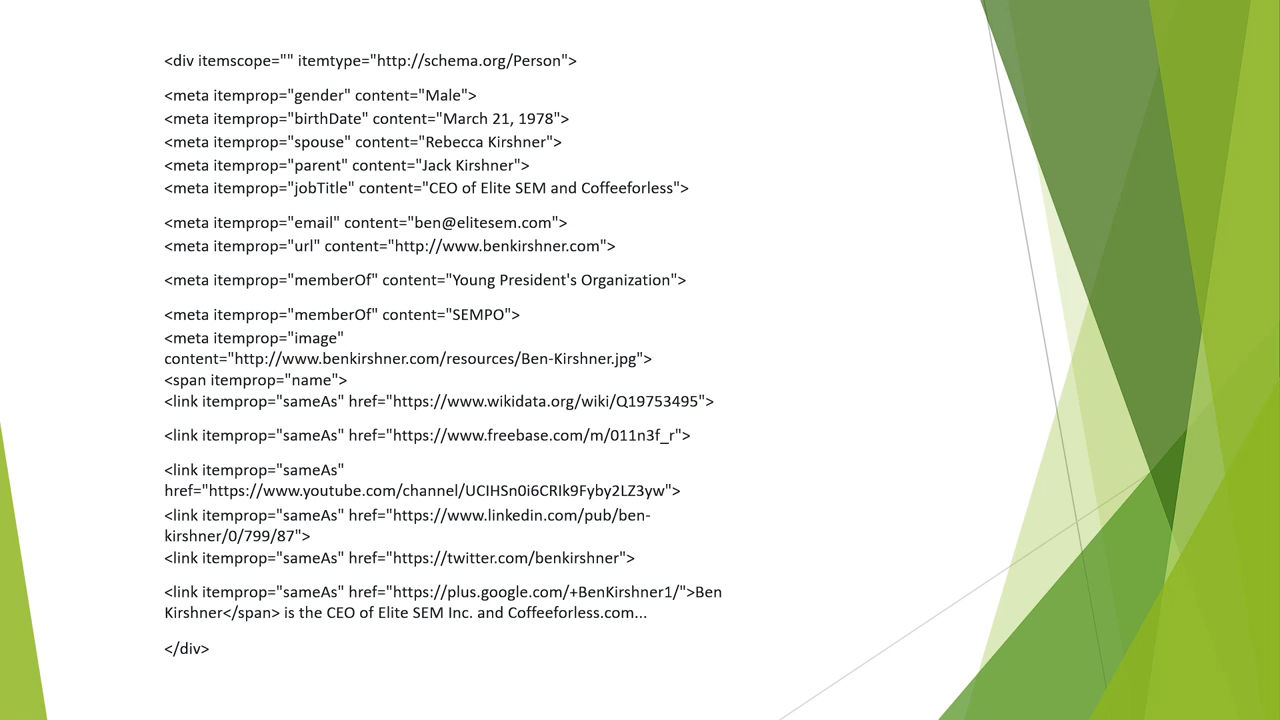 <div itemscope="" itemtype="http://schema.org/Person">
<meta itemprop="gender" content="Male">
<meta itemprop="birthDate" content="March 21, 1978">
<meta itemprop="spouse" content="Rebecca Kirshner">
<meta itemprop="parent" content="Jack Kirshner">
<meta itemprop="jobTitle" content="CEO of Elite SEM and Coffeeforless">
<meta itemprop="email" content="ben@elitesem.com">
<meta itemprop="url" content="http://www.benkirshner.com">
<meta itemprop="memberOf" content="Young President's Organization">
<meta itemprop="memberOf" content="SEMPO">
<meta itemprop="image"
content="http://www.benkirshner.com/resources/Ben-Kirshner.jpg">
<span itemprop="name">
<link itemprop="sameAs" href="https://www.wikidata.org/wiki/Q19753495">
<link itemprop="sameAs" href="https://www.freebase.com/m/011n3f_r">
<link itemprop="sameAs"
href="https://www.youtube.com/channel/UCIHSn0i6CRIk9Fyby2LZ3yw">
<link itemprop="sameAs" href="https://www.linkedin.com/pub/ben-
kirshner/0/799/87">
<link itemprop="sameAs" href="https://twitter.com/benkirshner">
<link itemprop="sameAs" href="https://plus.google.com/+BenKirshner1/">Ben
Kirshner</span> is the CEO of Elite SEM Inc. and Coffeeforless.com...
</div>